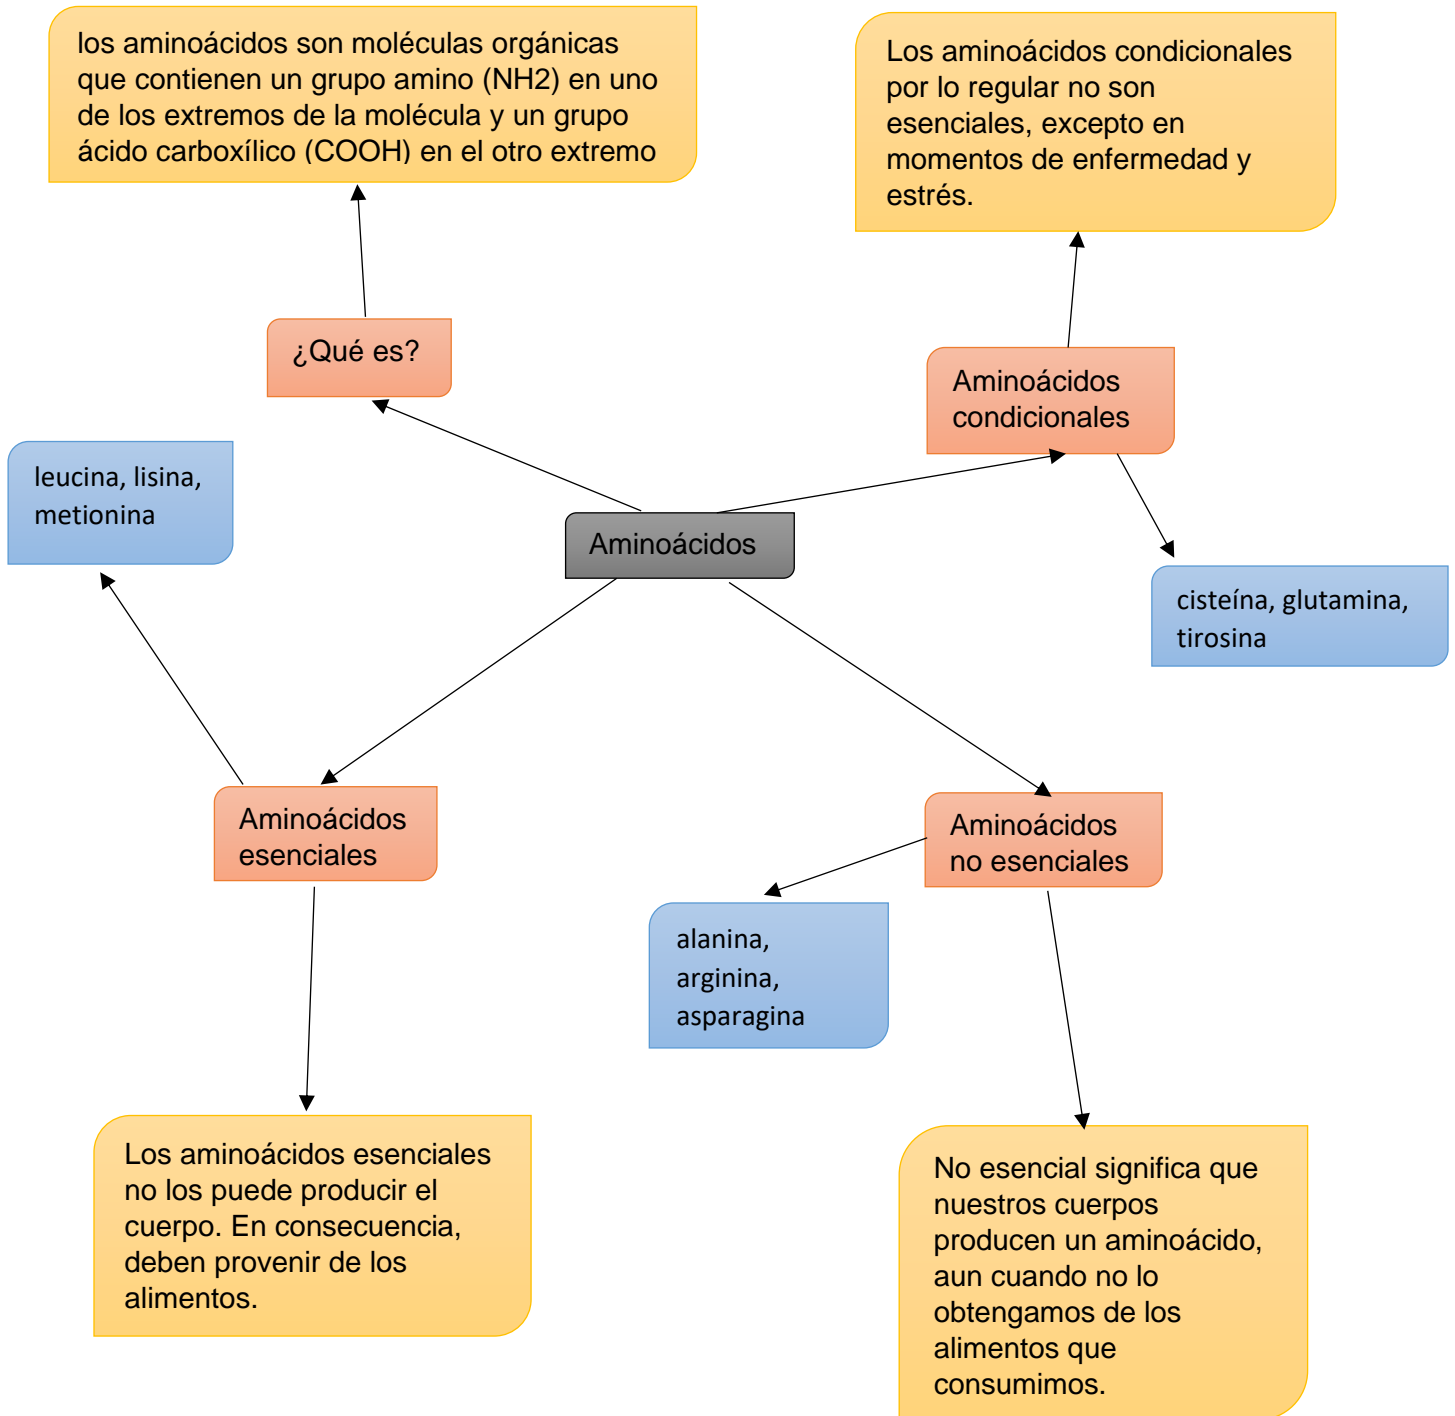 los aminoácidos son moléculas orgánicas
que contienen un grupo amino (NH2) en uno
de los extremos de la molécula y un grupo
ácido carboxílico (COOH) en el otro extremo
Los aminoácidos condicionales
por lo regular no son
esenciales, excepto en
momentos de enfermedad y
estrés.
¿Qué es?
Aminoácidos
condicionales
leucina, lisina,
metionina
Aminoácidos
cisteína, glutamina,
tirosina
Aminoácidos
esenciales
Aminoácidos
no esenciales
alanina,
arginina,
asparagina
Los aminoácidos esenciales
no los puede producir el
cuerpo. En consecuencia,
deben provenir de los
alimentos.
No esencial significa que
nuestros cuerpos
producen un aminoácido,
aun cuando no lo
obtengamos de los
alimentos que
consumimos.